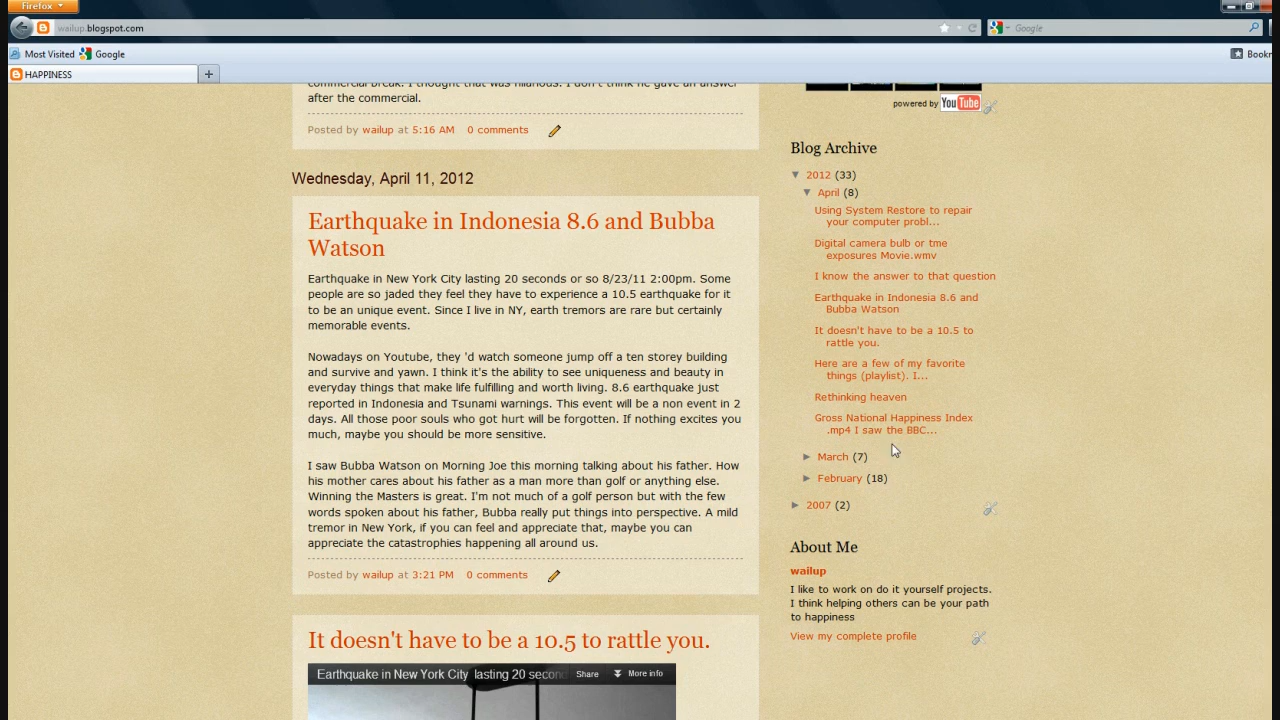 Firefox
wailup.blogspot.com
Google
Most Visited
Google
HAPPINESS
commercial break. I thought that was hilarious. I don't think he gave an answer
after the commercial.
Posted by wailup at 5:16 AM 0 comments
Wednesday, April 11, 2012
Earthquake in Indonesia 8.6 and Bubba
Watson
Earthquake in New York City lasting 20 seconds or so 8/23/11 2:00pm. Some
people are so jaded they feel they have to experience a 10.5 earthquake for it
to be an unique event. Since I live in NY, earth tremors are rare but certainly
memorable events.
Nowadays on Youtube, they 'd watch someone jump off a ten storey building
and survive and yawn. I think it's the ability to see uniqueness and beauty in
everyday things that make life fulfilling and worth living. 8.6 earthquake just
reported in Indonesia and Tsunami warnings. This event will be a non event in 2
days. All those poor souls who got hurt will be forgotten. If nothing excites you
much, maybe you should be more sensitive.
I saw Bubba Watson on Morning Joe this morning talking about his father. How
his mother cares about his father as a man more than golf or anything else.
Winning the Masters is great. I'm not much of a golf person but with the few
words spoken about his father, Bubba really put things into perspective. A mild
tremor in New York, if you can feel and appreciate that, maybe you can
appreciate the catastrophies happening all around us.
Posted by wailup at 3:21 PM 0 comments
It doesn't have to be a 10.5 to rattle you.
Earthquake in New York City lasting 20 secon
Share
More info
powered by YouTube
Blog Archive
2012 (33)
April (8)
Using System Restore to repair
your computer probl...
Digital camera bulb or tme
exposures Movie.wmv
I know the answer to that question
Earthquake in Indonesia 8.6 and
Bubba Watson
It doesn't have to be a 10.5 to
rattle you.
Here are a few of my favorite
things (playlist). I...
Rethinking heaven
Gross National Happiness Index
.mp4 I saw the BBC...
March (7)
February (18)
2007 (2)
About Me
wailup
I like to work on do it yourself projects.
I think helping others can be your path
to happiness
View my complete profile